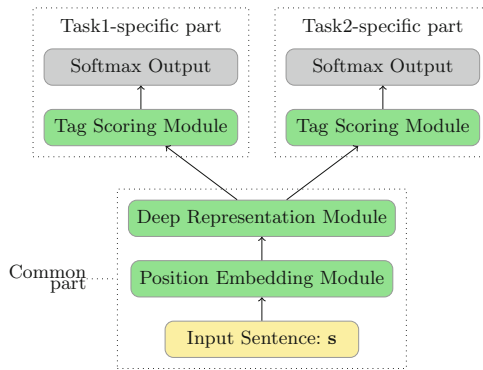 Task1-specific part
Task2-specific part
Softmax Output
Softmax Output
Tag Scoring Module
Tag Scoring Module
Deep Representation Module
Common
part
Position Embedding Module
Input Sentence: s